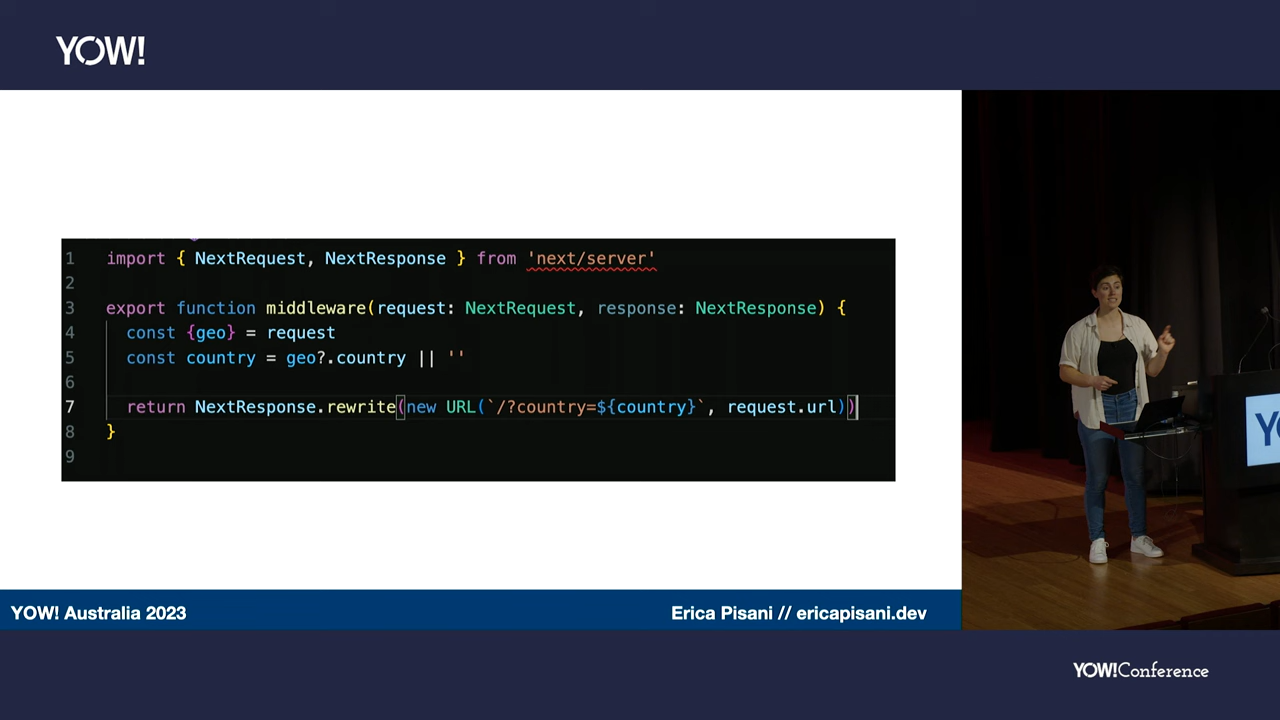 YOW!
1 import { NextRequest, NextResponse } from 'next/server'
2
3 export function middleware(request: NextRequest, response: NextResponse) {
4 const {geo} = request
5 const country = geo?.country || ''
6
7 return NextResponse.rewrite(new URL(`/?country=${country}`, request.url))
8 }
9
YOW! Australia 2023
Erica Pisani // ericapisani.dev
YOW!Conference